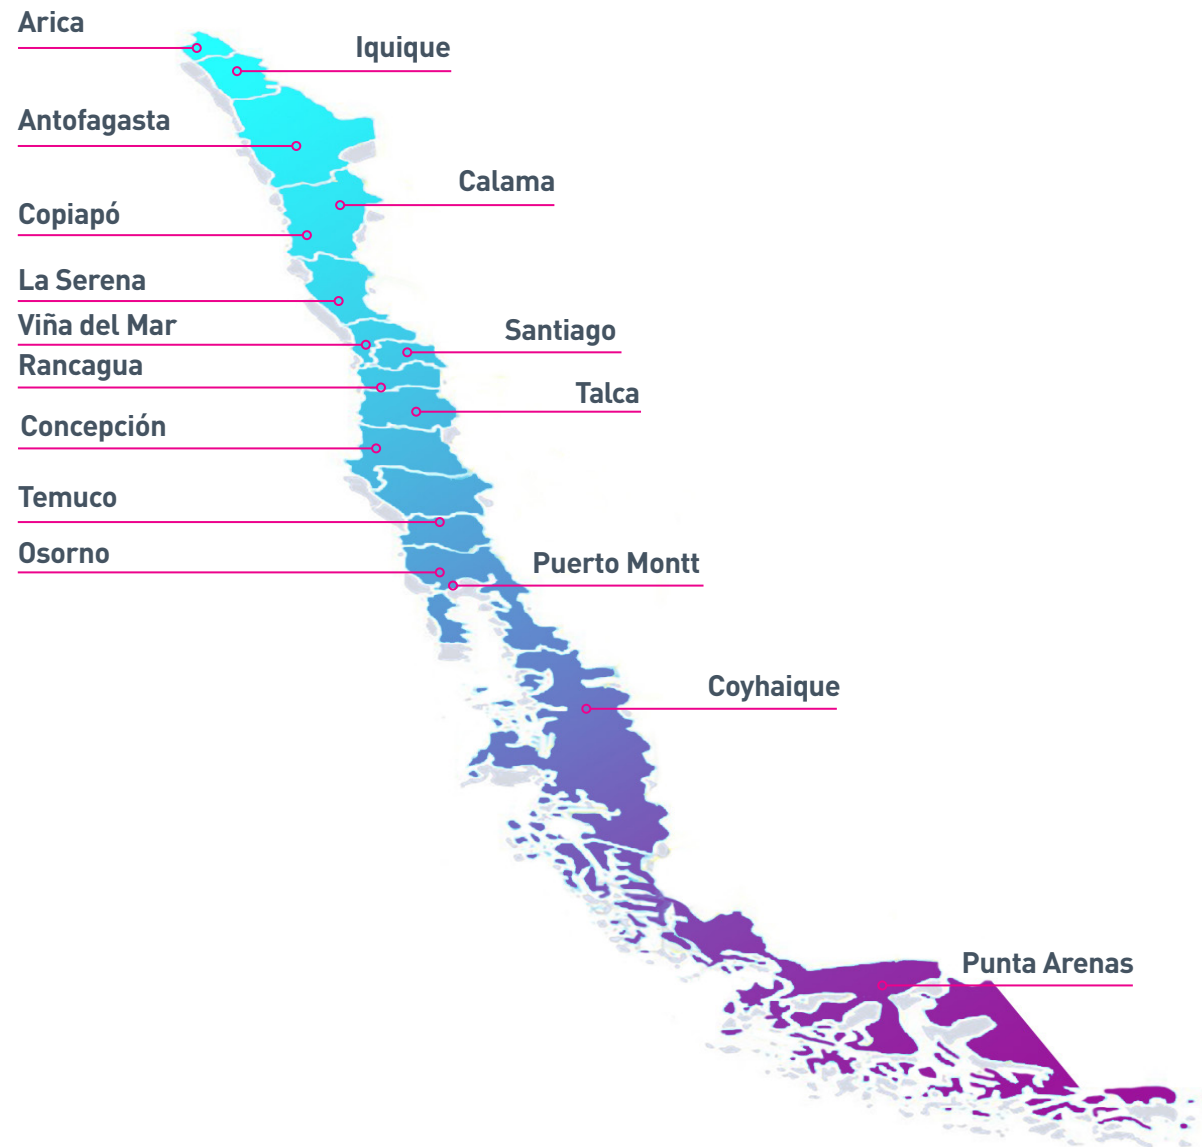 Arica
Iquique
Antofagasta
Calama
Copiapó
La Serena
Viña del Mar
Santiago
Rancagua
Talca
Concepción
Temuco
Osorno
Puerto Montt
Coyhaique
Punta Arenas